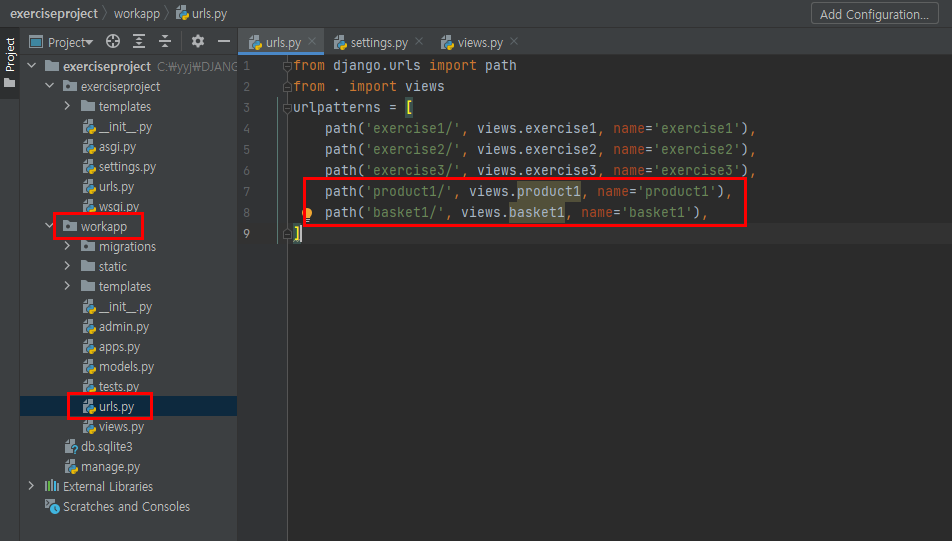 exerciseproject workapp urls.py
Add Configuration...
Project
Project
urls.py
settings.py
views.py
exerciseproject C:₩yyj₩DJANG
exerciseproject
templates
__init__.py
asgi.py
settings.py
urls.py
wsgi.py
workapp
migrations
static
templates
__init__.py
admin.py
apps.py
models.py
tests.py
urls.py
views.py
db.sqlite3
manage.py
External Libraries
Scratches and Consoles
1 from django.urls import path
2 from . import views
3 urlpatterns = [
4 path('exercise1/', views.exercise1, name='exercise1'),
5 path('exercise2/', views.exercise2, name='exercise2'),
6 path('exercise3/', views.exercise3, name='exercise3'),
7 path('product1/', views.product1, name='product1'),
8 path('basket1/', views.basket1, name='basket1'),
9 ]